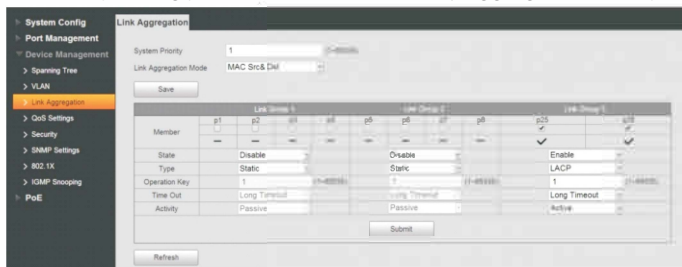 System Config
Link Aggregation
Port Management
Device Management
System Priority 1
Spanning Tree
Link Aggregation Mode MAC Src&
VLAN
Save
Link Aggregation
QoS Settings
Security
SNMP Settings
802.1X
IGMP Snooping
PoE
p1 p2 p5 p6 p8 p25
Member
State Disable Disable Enable
Type Static Static LACP
Operation Key 1 1
Time Out Long Timeout Long Timeout
Activity Passive Passive Active
Submit
Refresh